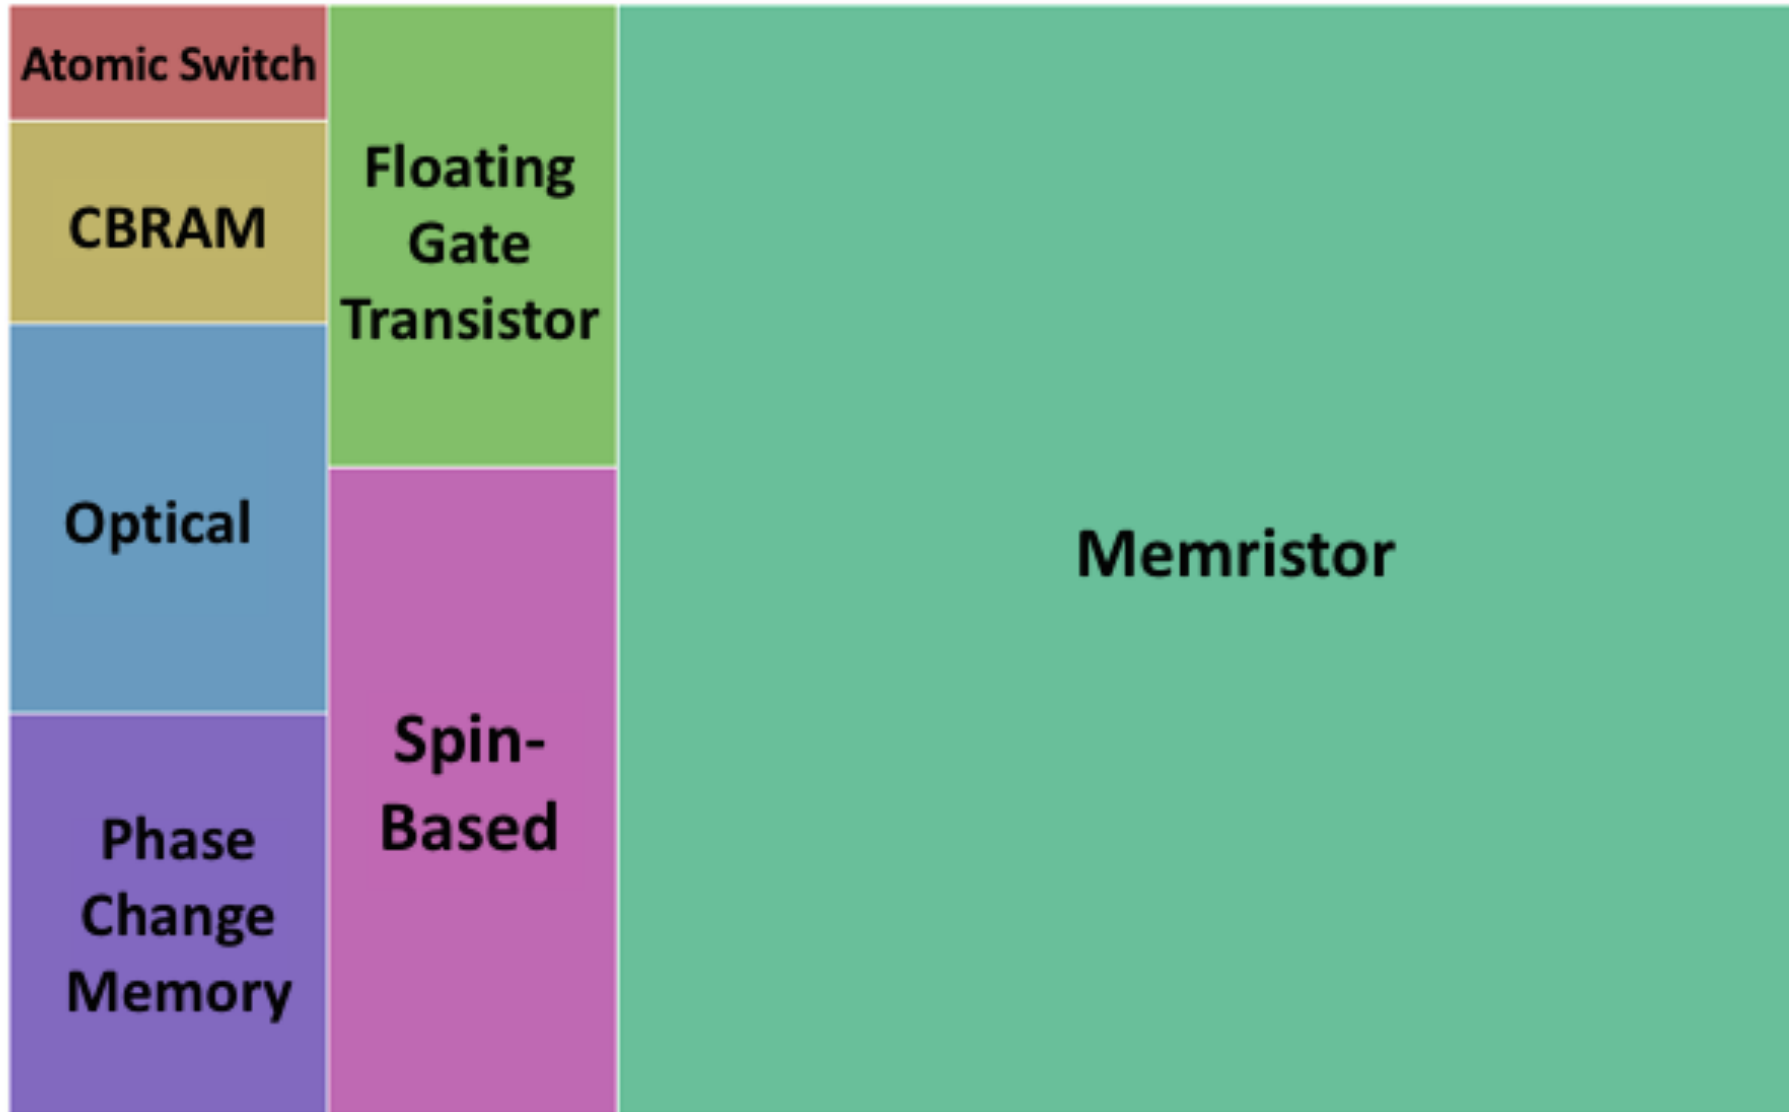 Atomic Switch
CBRAM
Optical
Phase
Change
Memory
Floating
Gate
Transistor
Spin-
Based
Memristor